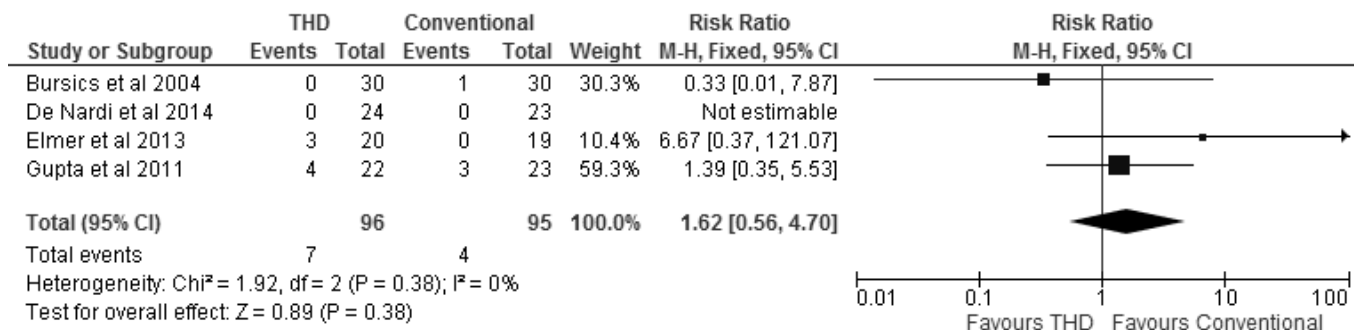 THD Conventional Risk Ratio Risk Ratio
Study or Subgroup Events Total Events Total Weight M-H, Fixed, 95% CI M-H, Fixed, 95% CI
Bursics et al 2004 0 30 1 30 30.3% 0.33 [0.01, 7.87]
De Nardi et al 2014 0 24 0 23 Not estimable
Elmer et al 2013 3 20 0 19 10.4% 6.67 [0.37, 121.07]
Gupta et al 2011 4 22 3 23 59.3% 1.39 [0.35, 5.53]
Total (95% CI) 96 95 100.0% 1.62 [0.56, 4.70]
Total events 7 4
Heterogeneity: Chi² = 1.92, df = 2 (P = 0.38); I² = 0%
Test for overall effect: Z = 0.89 (P = 0.38)
0.01 0.1 1 10 100
Favours THD Favours Conventional